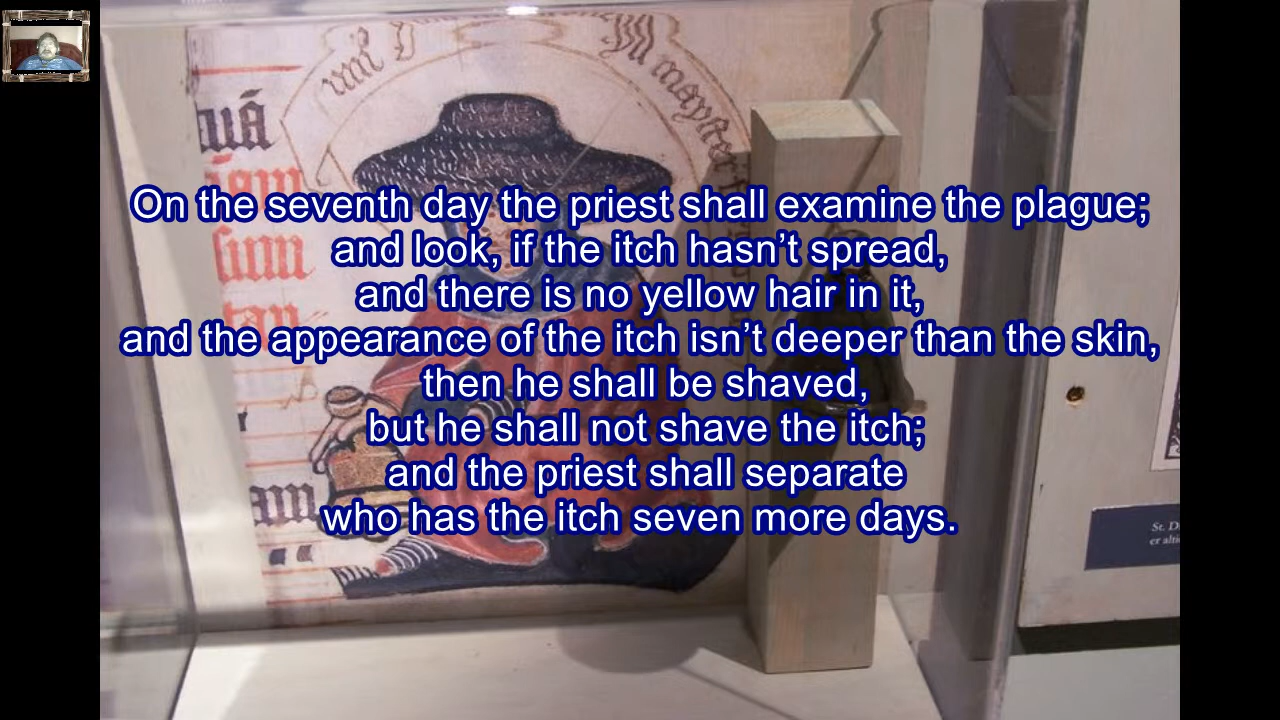 On the seventh day the priest shall examine the plague;
and look, if the itch hasn’t spread,
and there is no yellow hair in it,
and the appearance of the itch isn’t deeper than the skin,
then he shall be shaved,
but he shall not shave the itch;
and the priest shall separate
who has the itch seven more days.
St. D
er alti